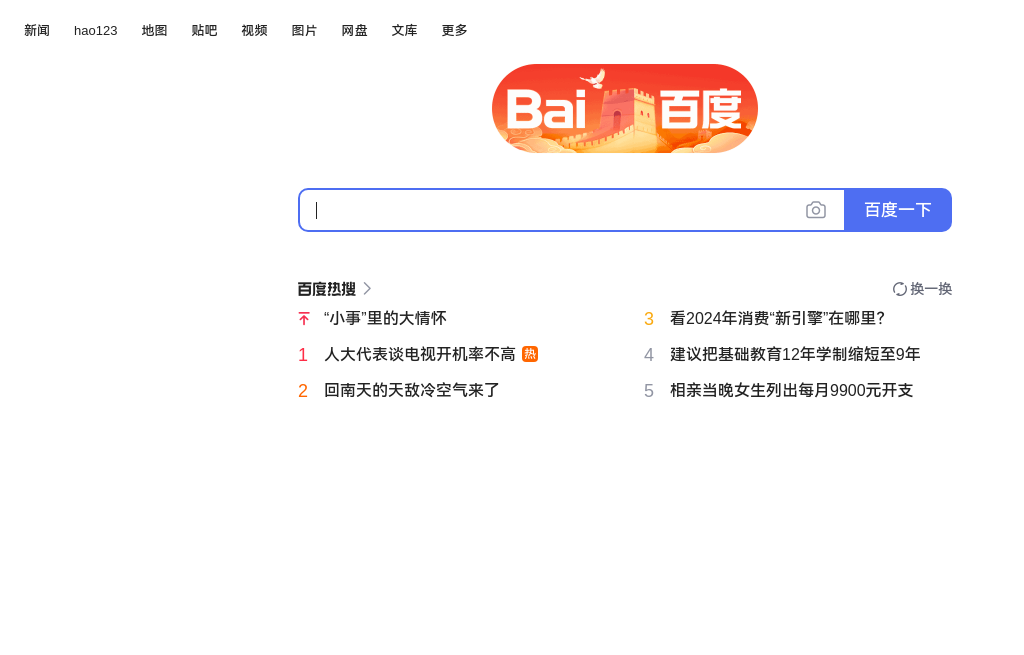 新闻 hao123 地图 贴吧 视频 图片 网盘 文库 更多
Bai 百度
百度一下
百度热搜 换一换
“小事”里的大情怀
1 人大代表谈电视开机率不高 热
2 回南天的天敌冷空气来了
3 看2024年消费“新引擎”在哪里?
4 建议把基础教育12年学制缩短至9年
5 相亲当晚女生列出每月9900元开支